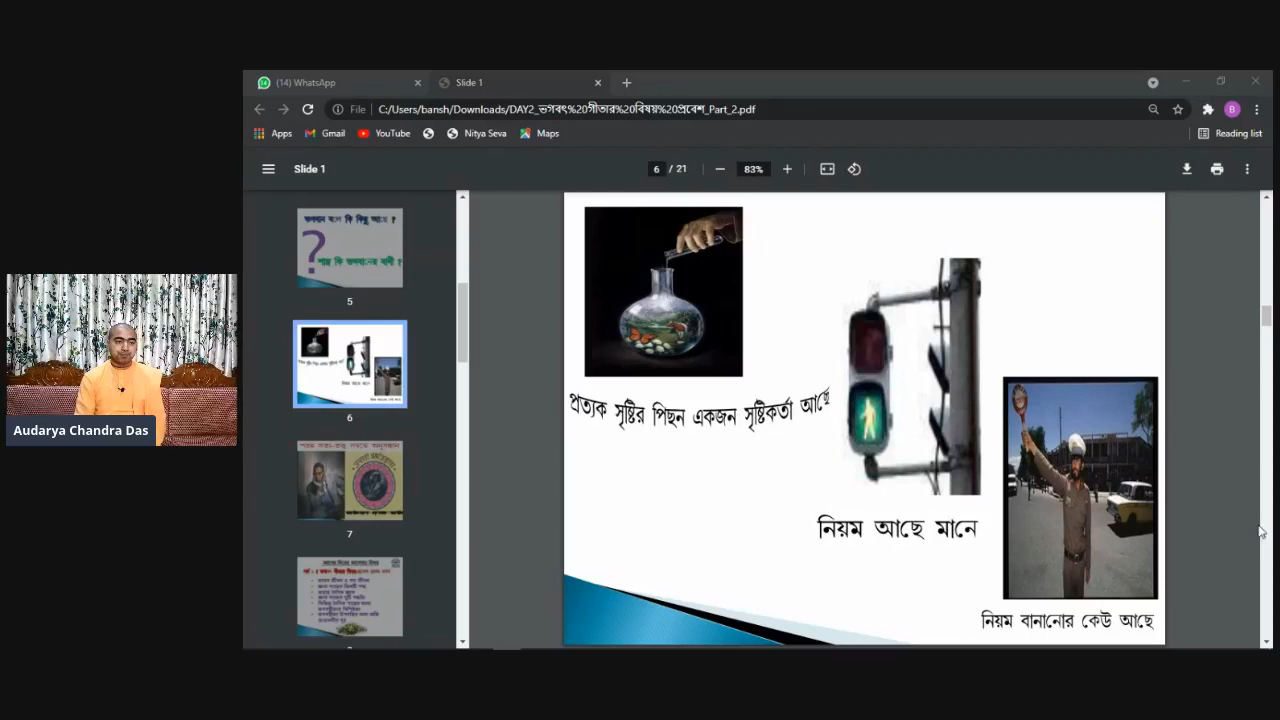 (14) WhatsApp
Slide 1
File
C:/Users/bansh/Downloads/DAY2_ভগবৎ%20গীতার%20বিষয়%20প্রবেশ_Part_2.pdf
B
Apps
Gmail
YouTube
Nitya Seva
Maps
Reading list
Slide 1
6 / 21
83%
শাস্ত্র কি ভগবানের বাণী ?
5
6
7
প্রত্যক সৃষ্টির পিছন একজন সৃষ্টিকর্তা আছে
নিয়ম আছে মানে
নিয়ম বানানোর কেউ আছে
Audarya Chandra Das